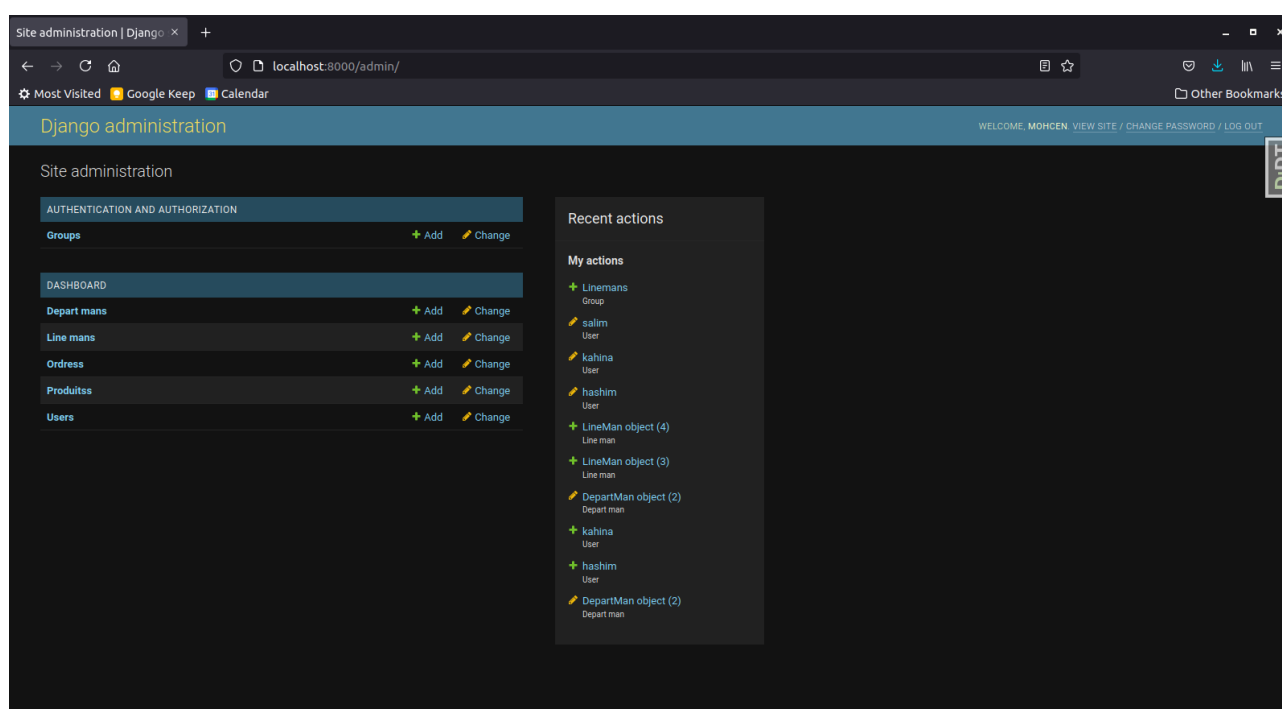 Site administration | Django
localhost:8000/admin/
Most Visited Google Keep Calendar Other Bookmarks
Django administration
WELCOME, MOHCEN. VIEW SITE / CHANGE PASSWORD / LOG OUT
DjDT
Site administration
AUTHENTICATION AND AUTHORIZATION
Groups Add Change
DASHBOARD
Depart mans Add Change
Line mans Add Change
Ordress Add Change
Produitss Add Change
Users Add Change
Recent actions
My actions
Linemans
Group
salim
User
kahina
User
hashim
User
LineMan object (4)
Line man
LineMan object (3)
Line man
DepartMan object (2)
Depart man
kahina
User
hashim
User
DepartMan object (2)
Depart man